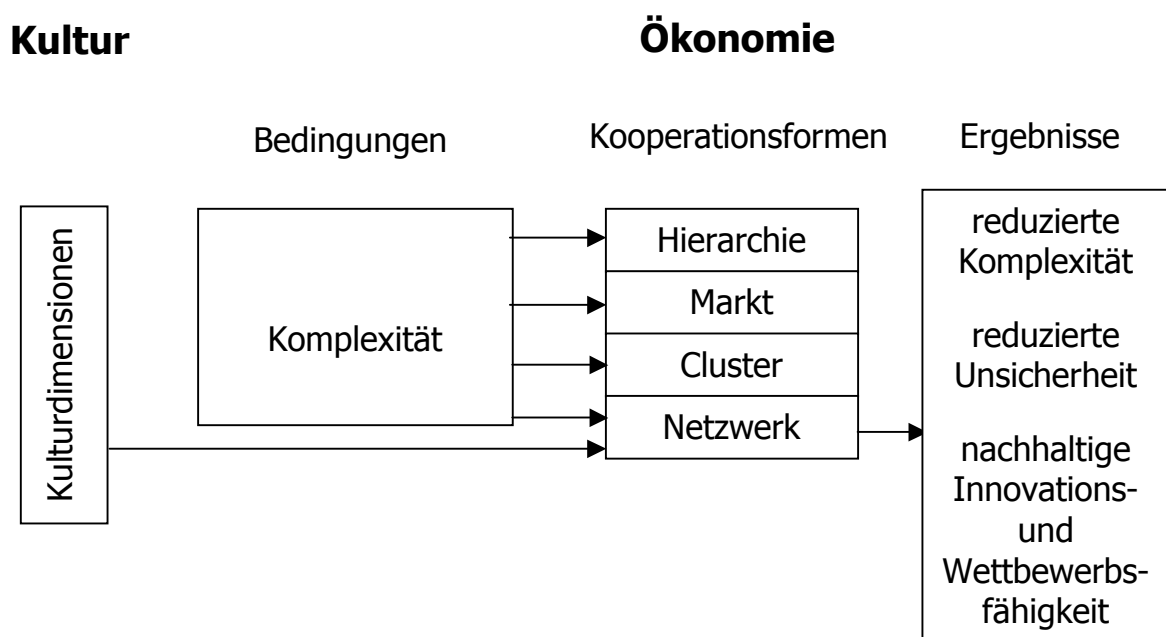 Kultur
Ökonomie
Bedingungen
Kooperationsformen
Ergebnisse
Kulturdimensionen
Komplexität
Hierarchie
Markt
Cluster
Netzwerk
reduzierte
Komplexität
reduzierte
Unsicherheit
nachhaltige
Innovations-
und
Wettbewerbs-
fähigkeit